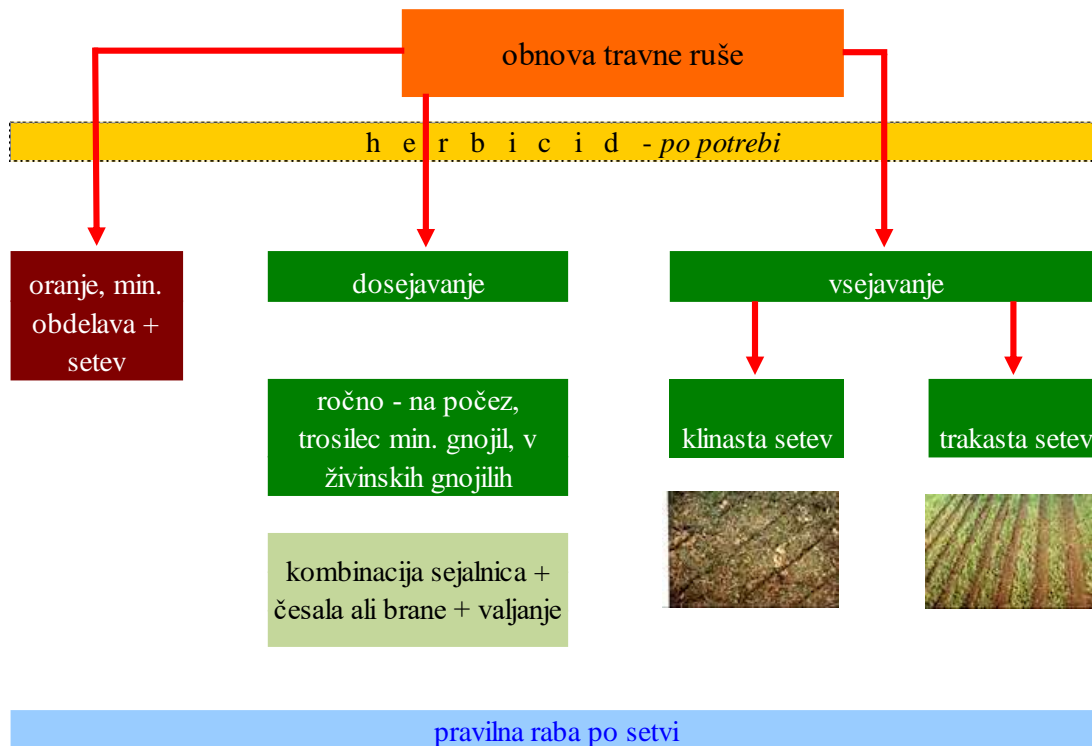 obnova travne ruše
h e r b i c i d - po potrebi
oranje, min.
obdelava +
setev
dosejavanje
vsejavanje
ročno - na počez,
trosilec min. gnojil, v
živinskih gnojilih
klinasta setev
trakasta setev
kombinacija sejalnica +
česala ali brane + valjanje
pravilna raba po setvi